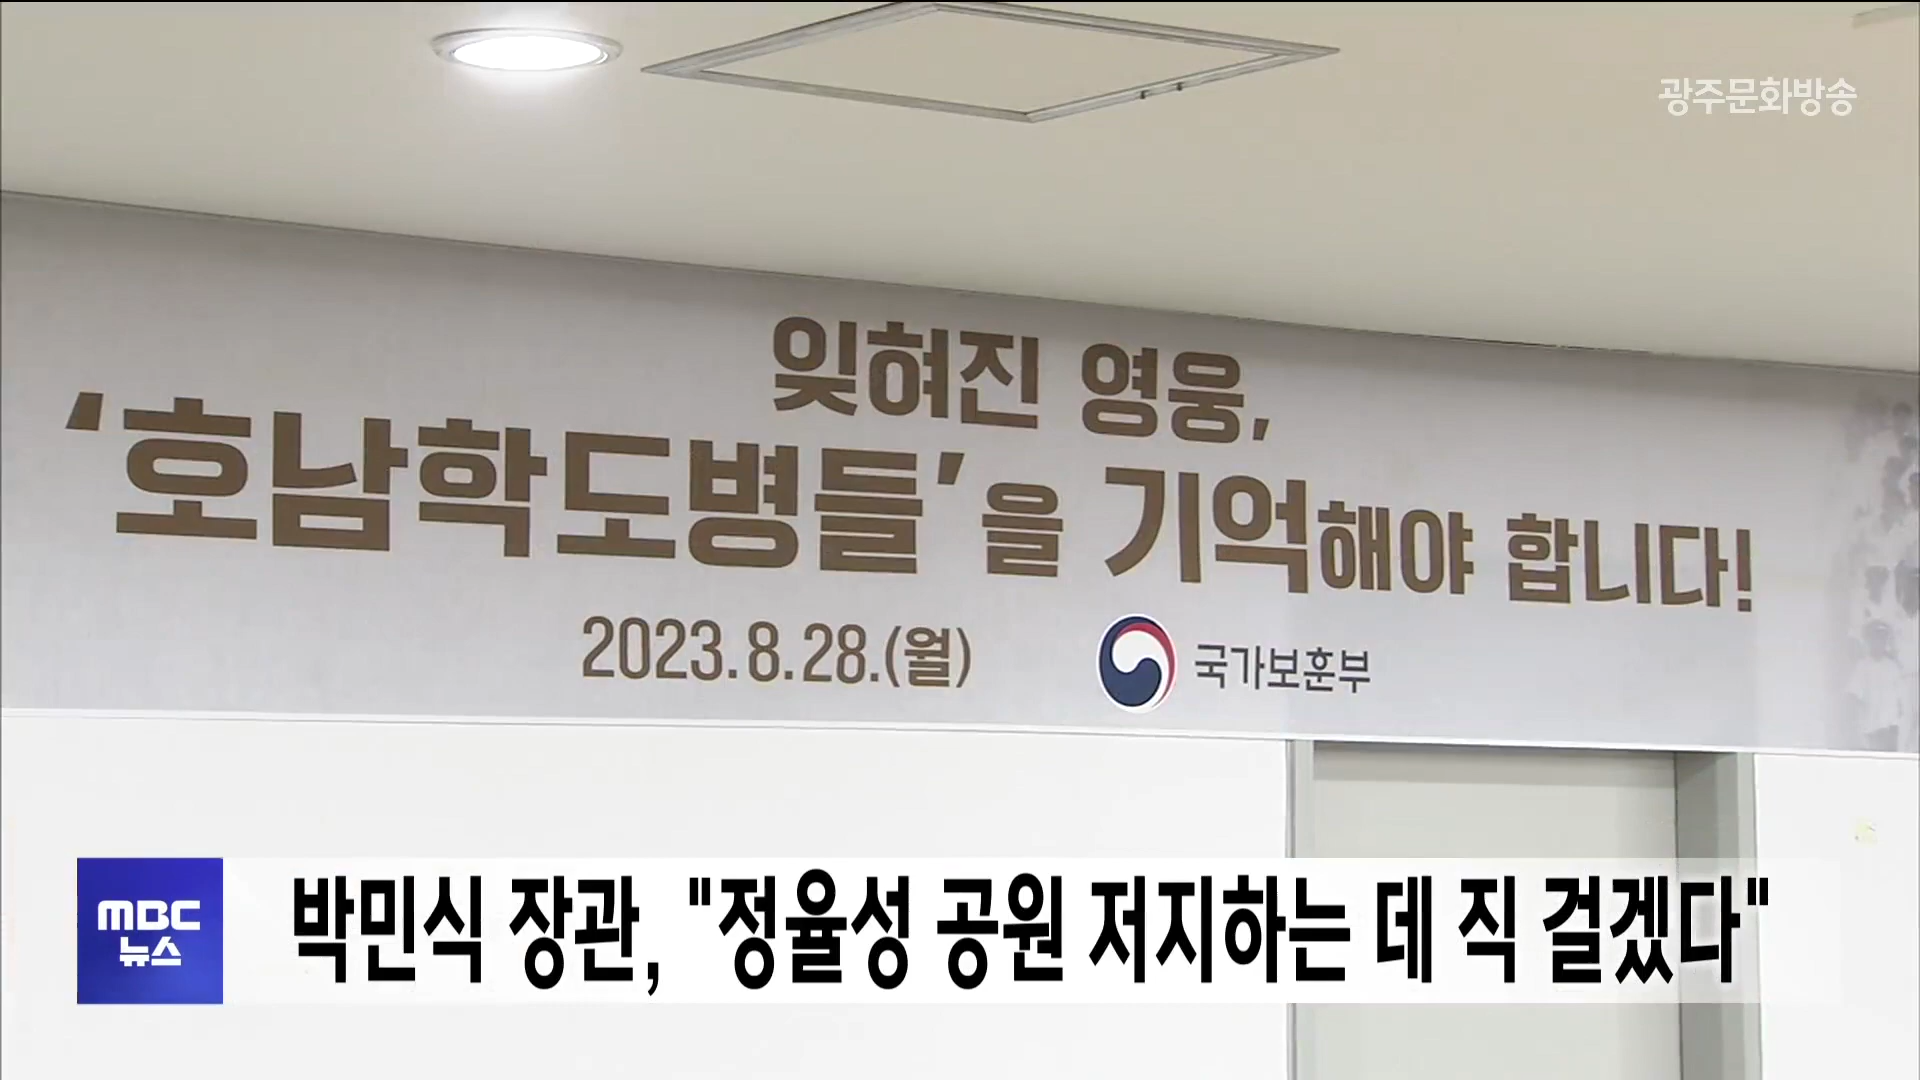 광주문화방송
잊혀진 영웅,
'호남학도병들'을 기억해야 합니다!
2023.8.28.(월)
국가보훈부
MBC
뉴스
박민식 장관, "정율성 공원 저지하는 데 직 걸겠다"